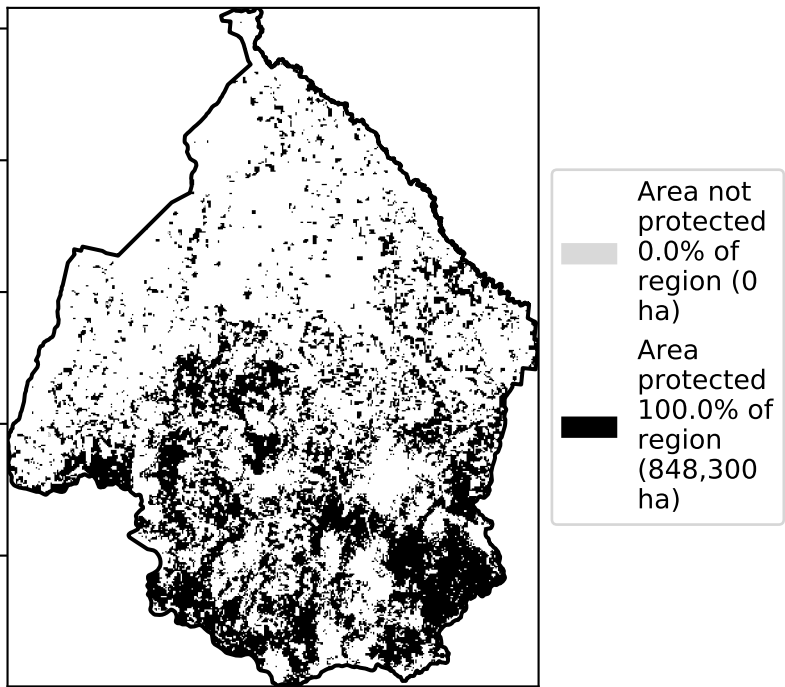 Area not
protected
0.0% of
region (0
ha)
Area
protected
100.0% of
region
(848,300
ha)